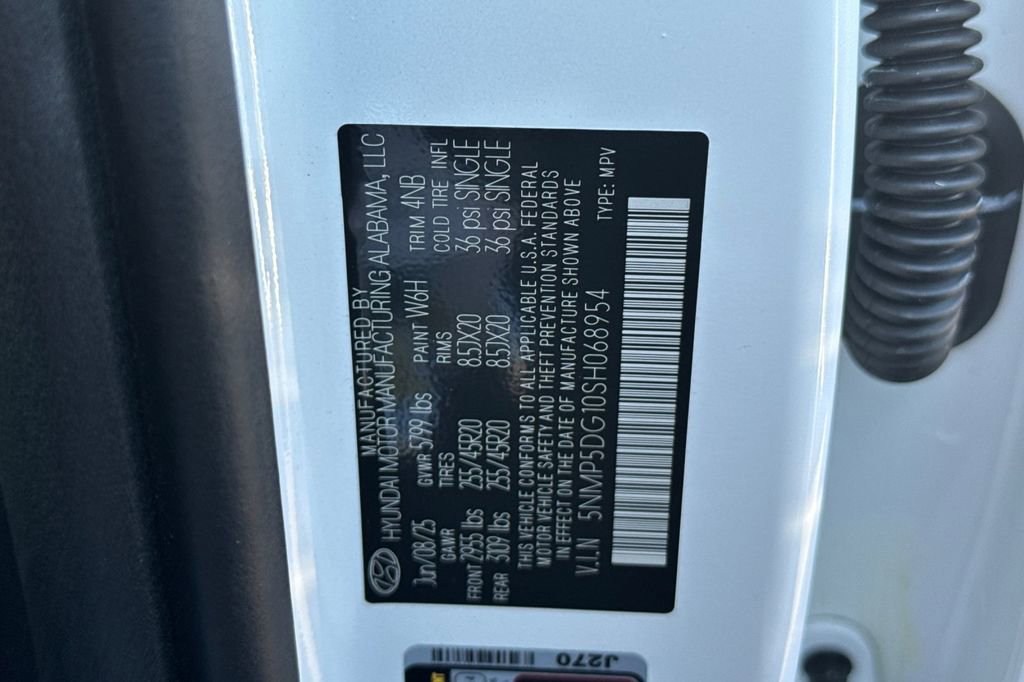 MANUFACTURED BY
HYUNDAI MOTOR MANUFACTURING ALABAMA, LLC
Jun/08/25 GVWR 5799 lbs PAINT W6H TRIM 4NB
GAWR TIRES RIMS COLD TIRE INFL
FRONT 2955 lbs 255/45R20 8.5JX20 36 psi SINGLE
REAR 3109 lbs 255/45R20 8.5JX20 36 psi SINGLE
THIS VEHICLE CONFORMS TO ALL APPLICABLE U.S.A. FEDERAL
MOTOR VEHICLE SAFETY AND THEFT PREVENTION STANDARDS
IN EFFECT ON THE DATE OF MANUFACTURE SHOWN ABOVE
V.I.N 5NMP5DG10SH068954 TYPE: MPV
J270